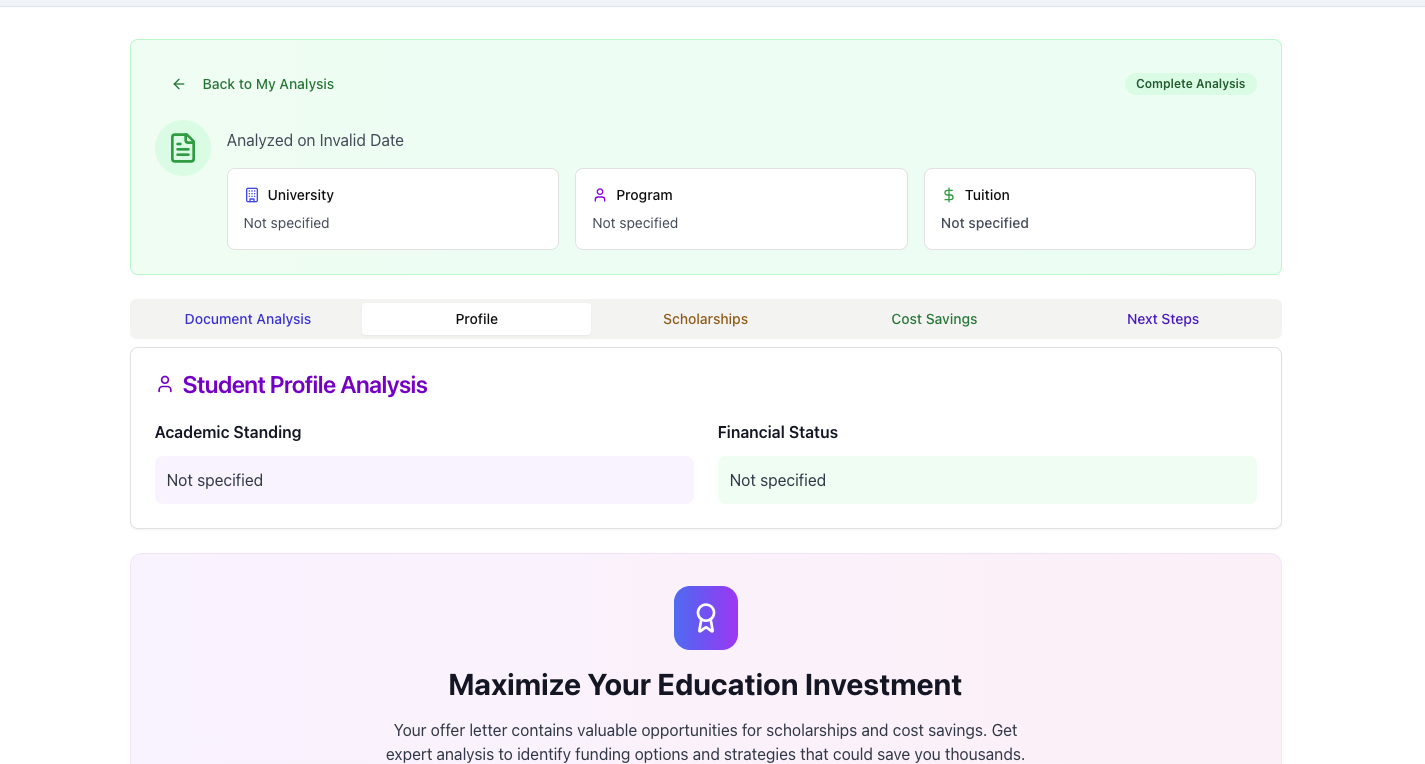 Back to My Analysis
Complete Analysis
Analyzed on Invalid Date
University
Not specified
Program
Not specified
Tuition
Not specified
Document Analysis
Profile
Scholarships
Cost Savings
Next Steps
Student Profile Analysis
Academic Standing
Not specified
Financial Status
Not specified
Maximize Your Education Investment
Your offer letter contains valuable opportunities for scholarships and cost savings. Get
expert analysis to identify funding options and strategies that could save you thousands.